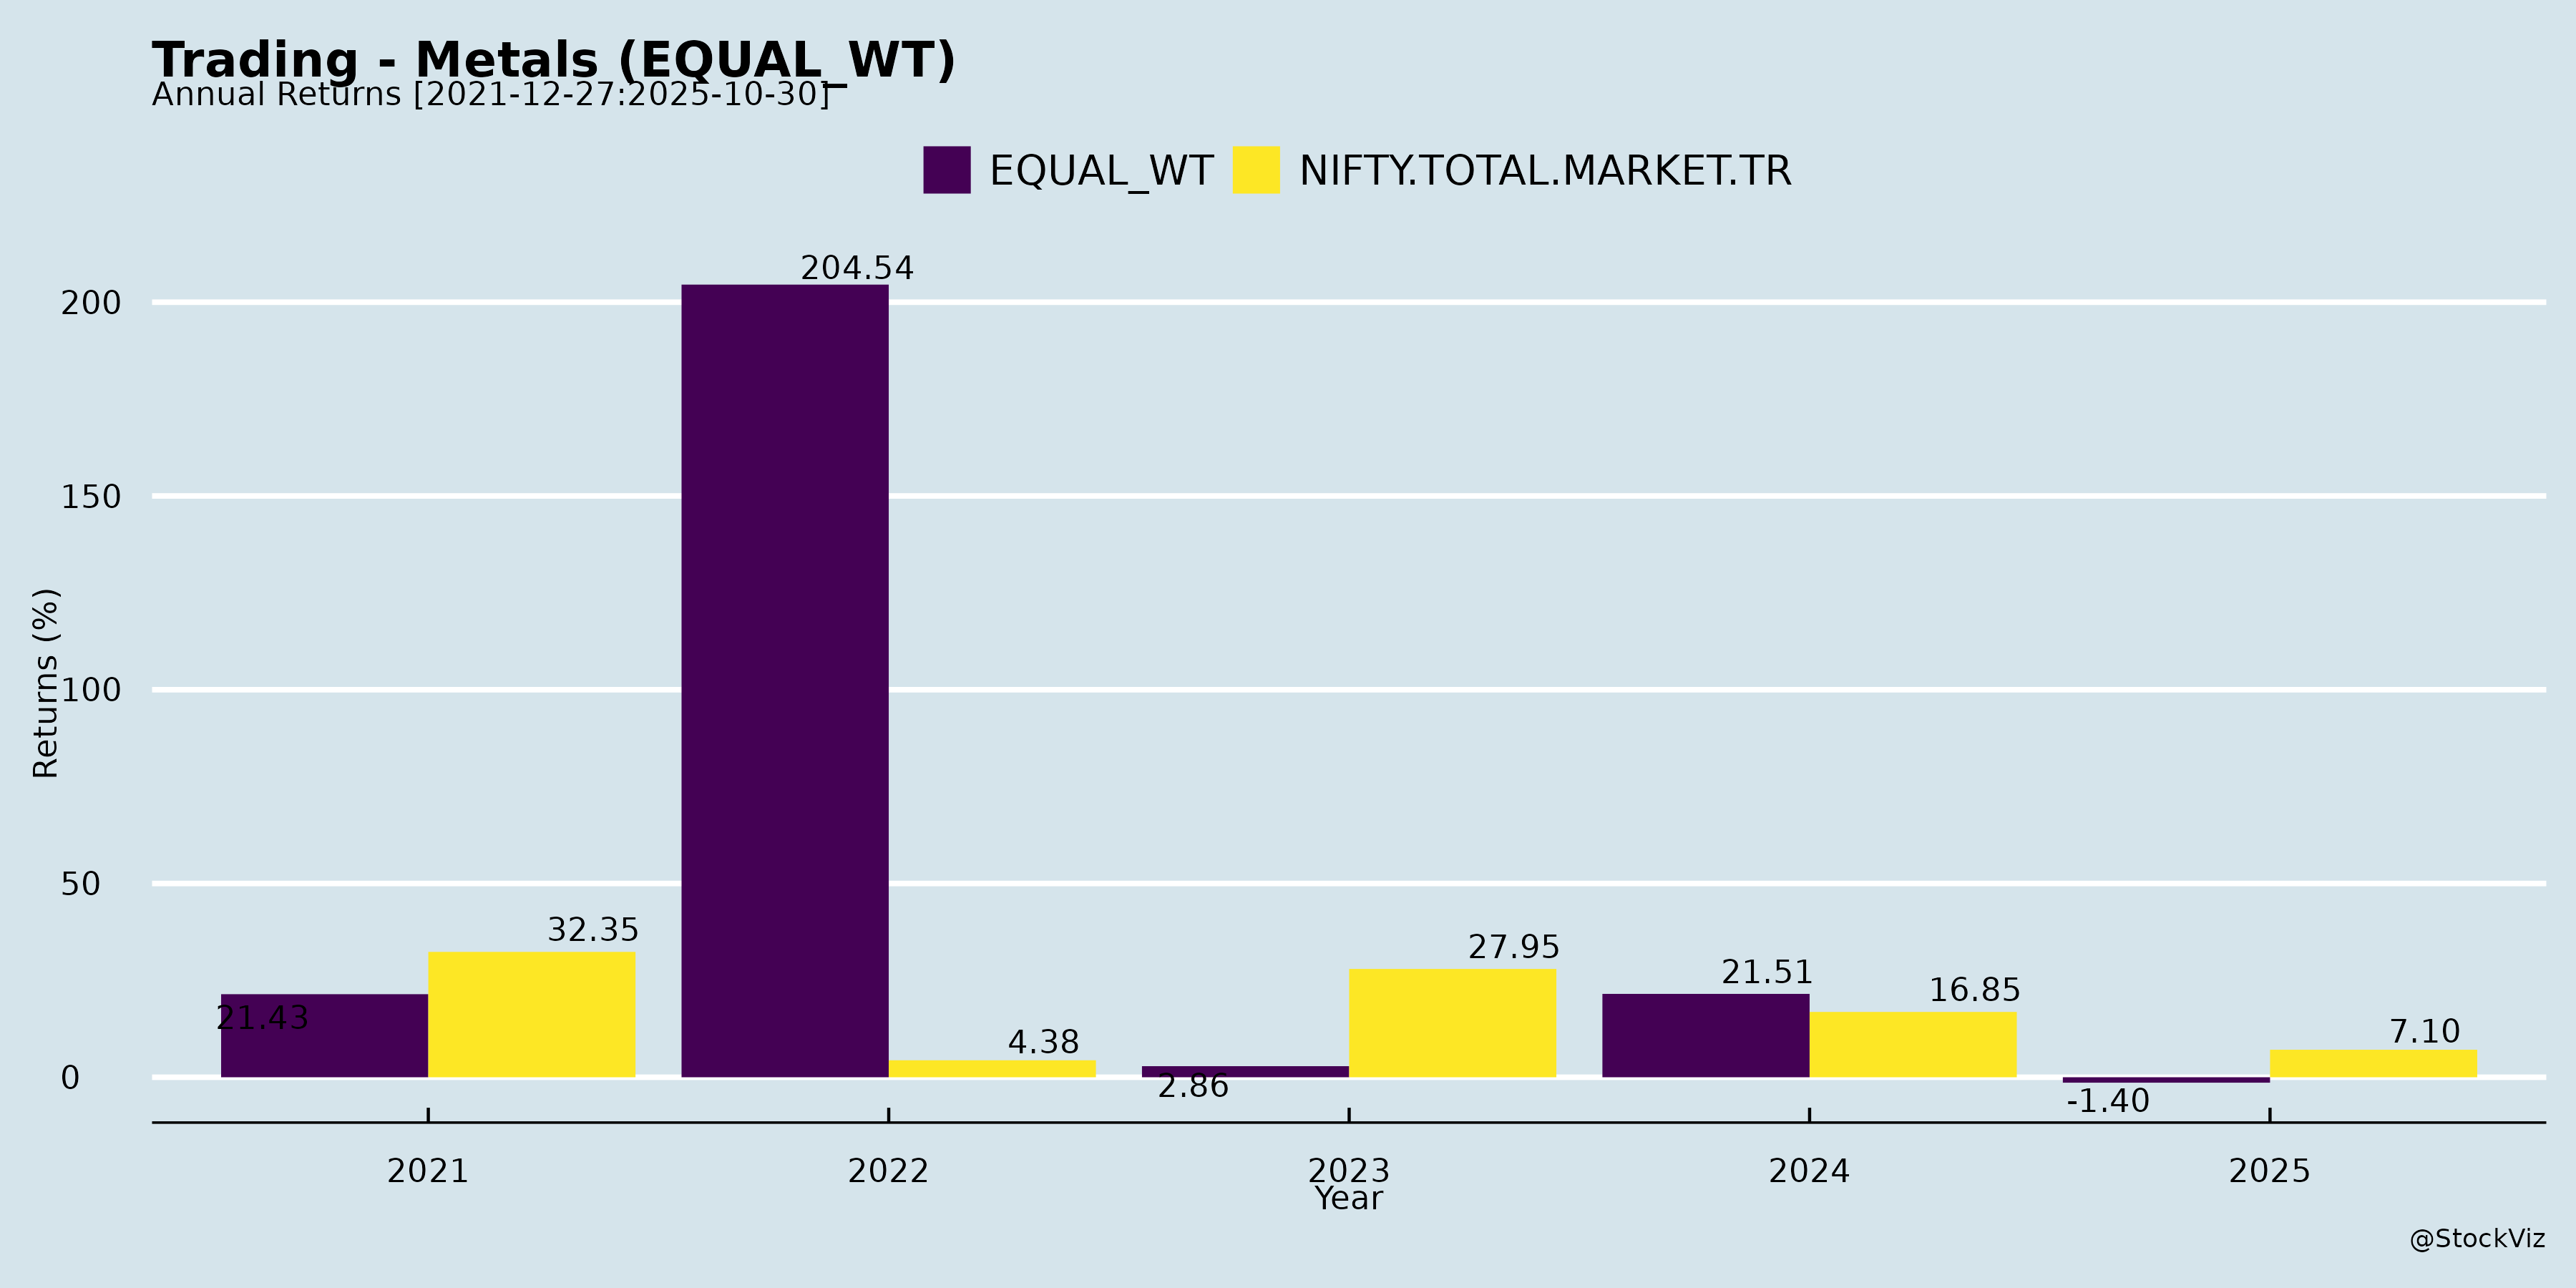 Trading - Metals (EQUAL_WT)
Annual Returns [2021-12-27:2025-10-30]
EQUAL_WT NIFTY.TOTAL.MARKET.TR
Returns (%)
200
150
100
50
0
21.43
32.35
204.54
4.38
2.86
27.95
21.51
16.85
-1.40
7.10
2021 2022 2023 2024 2025
Year
@StockViz